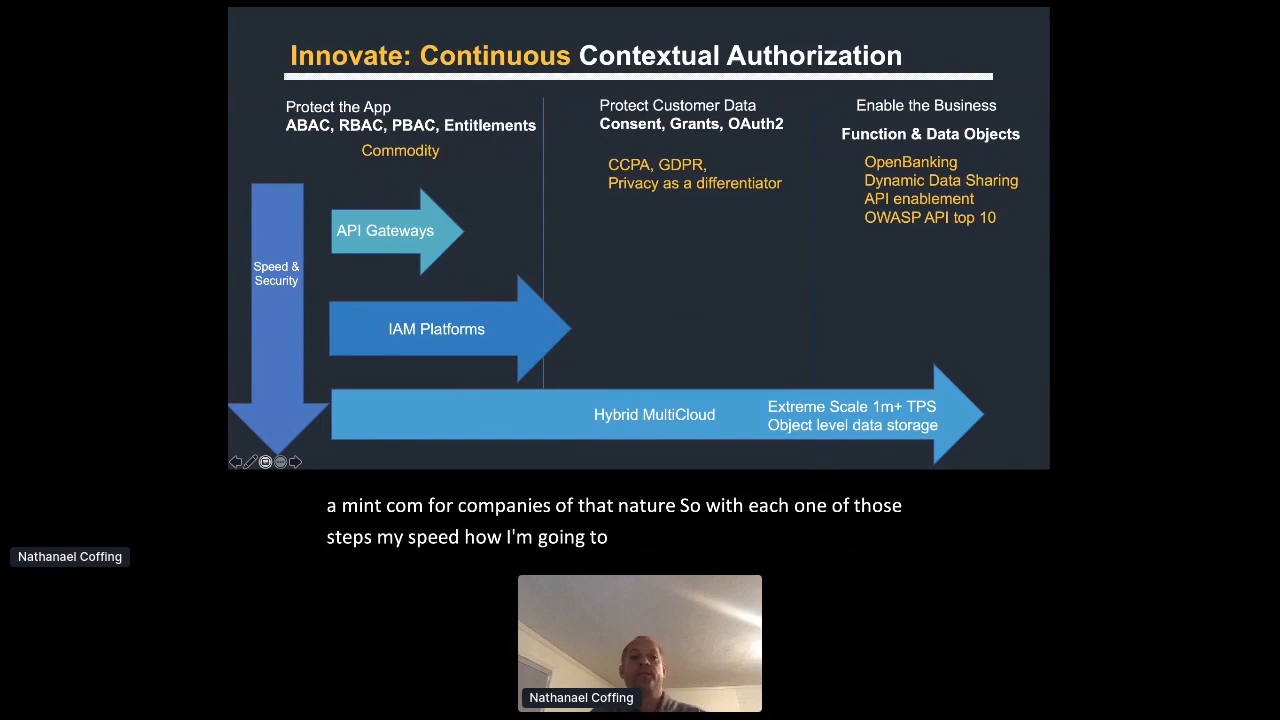 Innovate: Continuous Contextual Authorization
Protect the App
ABAC, RBAC, PBAC, Entitlements
Commodity
Protect Customer Data
Consent, Grants, OAuth2
CCPA, GDPR,
Privacy as a differentiator
Enable the Business
Function & Data Objects
OpenBanking
Dynamic Data Sharing
API enablement
OWASP API top 10
Speed &
Security
API Gateways
IAM Platforms
Hybrid MultiCloud
Extreme Scale 1m+ TPS
Object level data storage
a mint com for companies of that nature So with each one of those
steps my speed how I'm going to
Nathanael Coffing
Nathanael Coffing